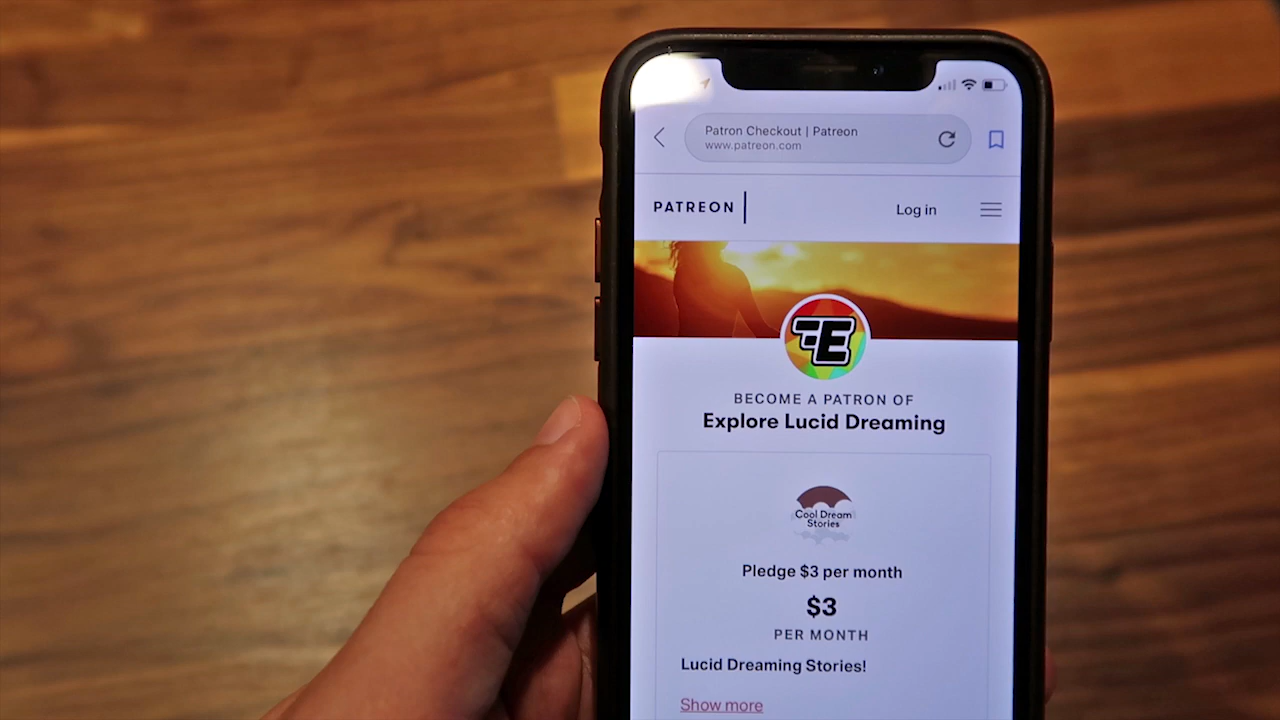 Patron Checkout | Patreon
www.patreon.com
PATREON
Log in
E
BECOME A PATRON OF
Explore Lucid Dreaming
Cool Dream
Stories
Pledge $3 per month
$3
PER MONTH
Lucid Dreaming Stories!
Show more